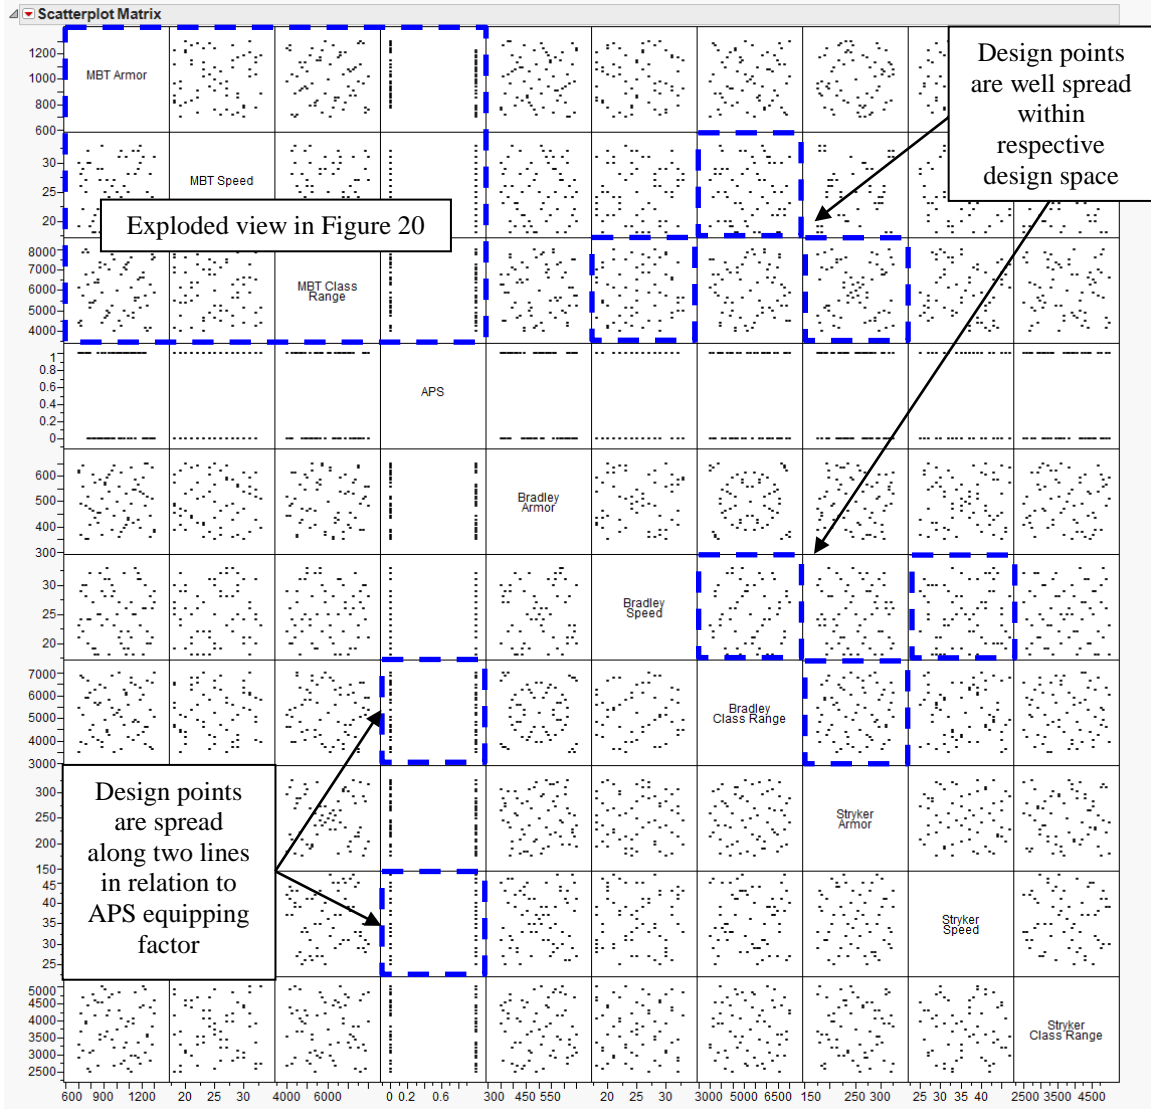 Scatterplot Matrix
MBT Armor
MBT Speed
MBT Class
Range
APS
Bradley
Armor
Bradley
Speed
Bradley
Class Range
Stryker
Armor
Stryker
Speed
Stryker
Class Range
Exploded view in Figure 20
Design points
are well spread
within
respective
design space
Design points
are spread
along two lines
in relation to
APS equipping
factor
1200
1000
800
600
30
25
20
8000
7000
6000
5000
4000
1
0.8
0.6
0.4
0.2
0
600
500
400
300
30
25
20
7000
6000
5000
4000
3000
300
250
200
150
45
40
35
30
25
5000
4500
4000
3500
3000
2500
600 900 1200
20 25 30
4000 6000
0 0.2 0.6
300 450 550
20 25 30
3000 5000 6500
150 250 300
25 30 35 40
2500 3500 4500